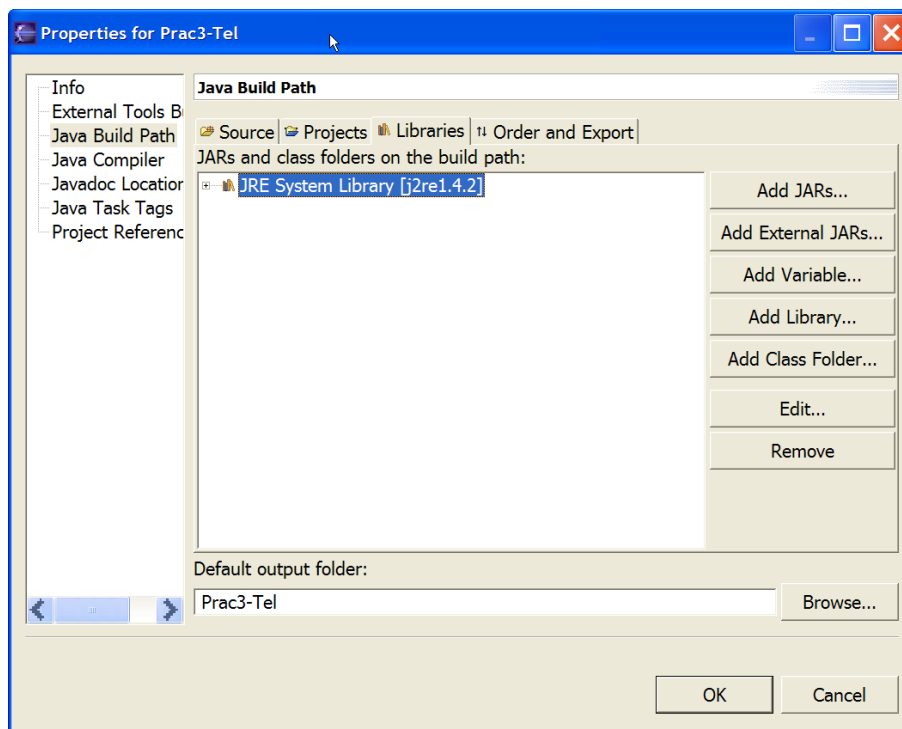 Properties for Prac3-Tel
Info
External Tools B
Java Build Path
Java Compiler
Javadoc Location
Java Task Tags
Project Referenc
Java Build Path
Source Projects Libraries Order and Export
JARs and class folders on the build path:
JRE System Library [j2re1.4.2]
Add JARs...
Add External JARs...
Add Variable...
Add Library...
Add Class Folder...
Edit...
Remove
Default output folder:
Prac3-Tel
Browse...
OK
Cancel